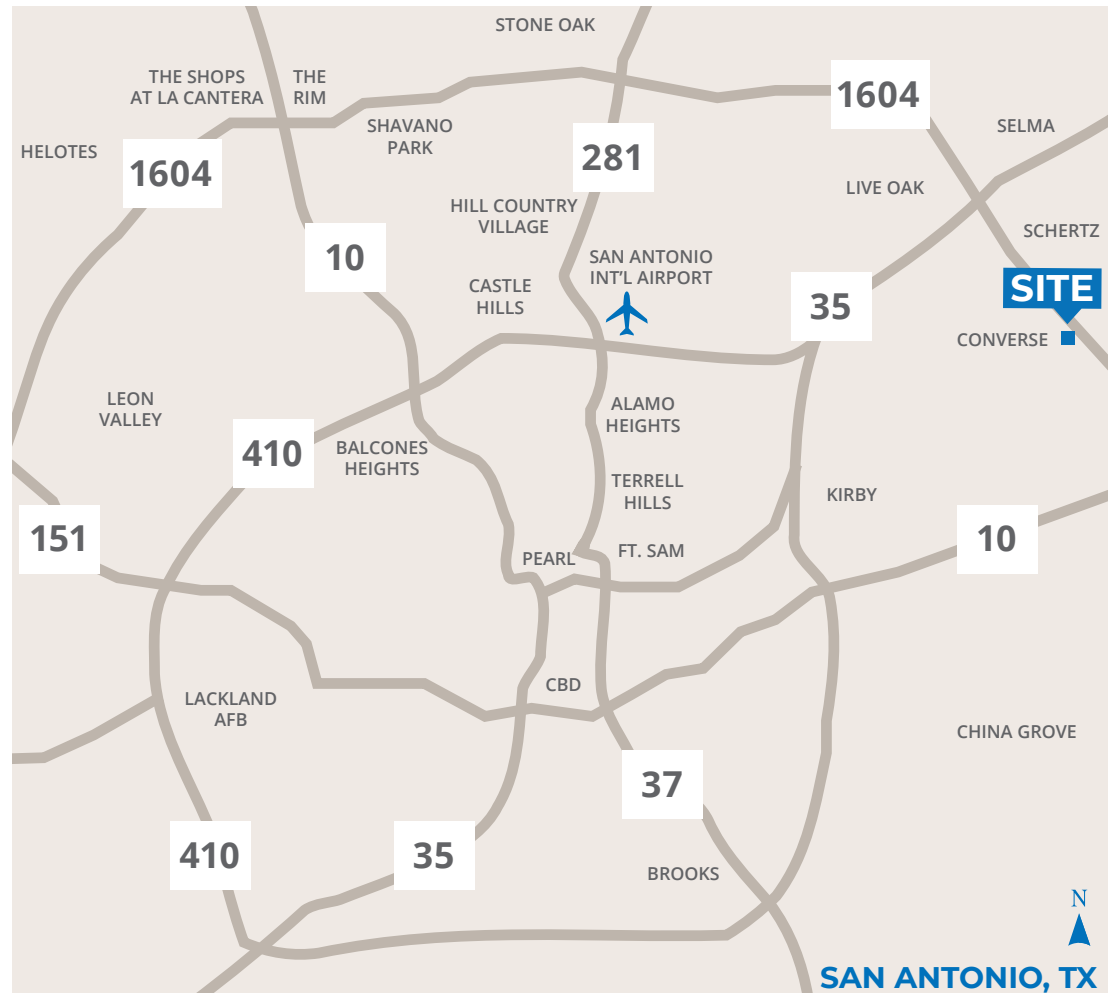 STONE OAK
THE SHOPS
AT LA CANTERA
THE
RIM
1604
SHAVANO
PARK
SELMA
HELOTES
281
1604
LIVE OAK
HILL COUNTRY
VILLAGE
SCHERTZ
10
SAN ANTONIO
INT'L AIRPORT
CASTLE
HILLS
SITE
35
CONVERSE
LEON
VALLEY
ALAMO
HEIGHTS
410
BALCONES
HEIGHTS
TERRELL
HILLS
KIRBY
151
10
PEARL
FT. SAM
CBD
LACKLAND
AFB
CHINA GROVE
37
410
35
BROOKS
N
SAN ANTONIO, TX